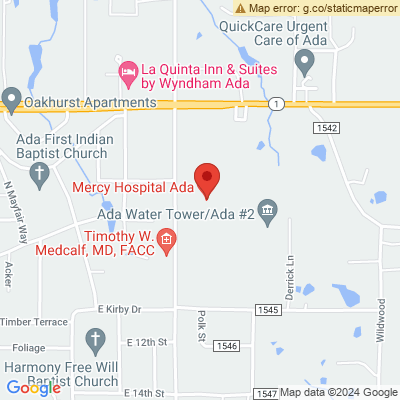 Map error: g.co/staticmaperror
QuickCare Urgent
Care of Ada
La Quinta Inn & Suites
by Wyndham Ada
Oakhurst Apartments
1
1542
Ada First Indian
Baptist Church
Mercy Hospital Ada
N Mayfair Way
Ada Water Tower/Ada #2
Timothy W.
Medcalf, MD, FACC
Acker
Derrick Ln
E Kirby Dr
1545
Polk St
Timber Terrace
Wildwood
Foliage
E 12th St
1546
Harmony Free Will
Baptist Church
Google
E 14th St
1547
Map data ©2024 Google